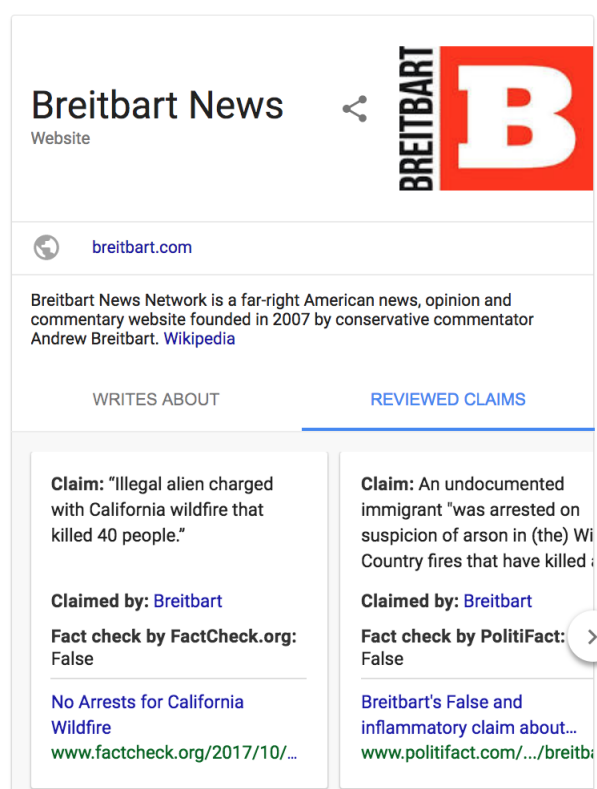 Breitbart News
Website
BREITBART
B
breitbart.com
Breitbart News Network is a far-right American news, opinion and
commentary website founded in 2007 by conservative commentator
Andrew Breitbart. Wikipedia
WRITES ABOUT
REVIEWED CLAIMS
Claim: “Illegal alien charged
with California wildfire that
killed 40 people.”
Claimed by: Breitbart
Fact check by FactCheck.org:
False
No Arrests for California
Wildfire
www.factcheck.org/2017/10/...
Claim: An undocumented
immigrant "was arrested on
suspicion of arson in (the) Wi
Country fires that have killed
Claimed by: Breitbart
Fact check by PolitiFact:
False
Breitbart's False and
inflammatory claim about...
www.politifact.com/.../breitba